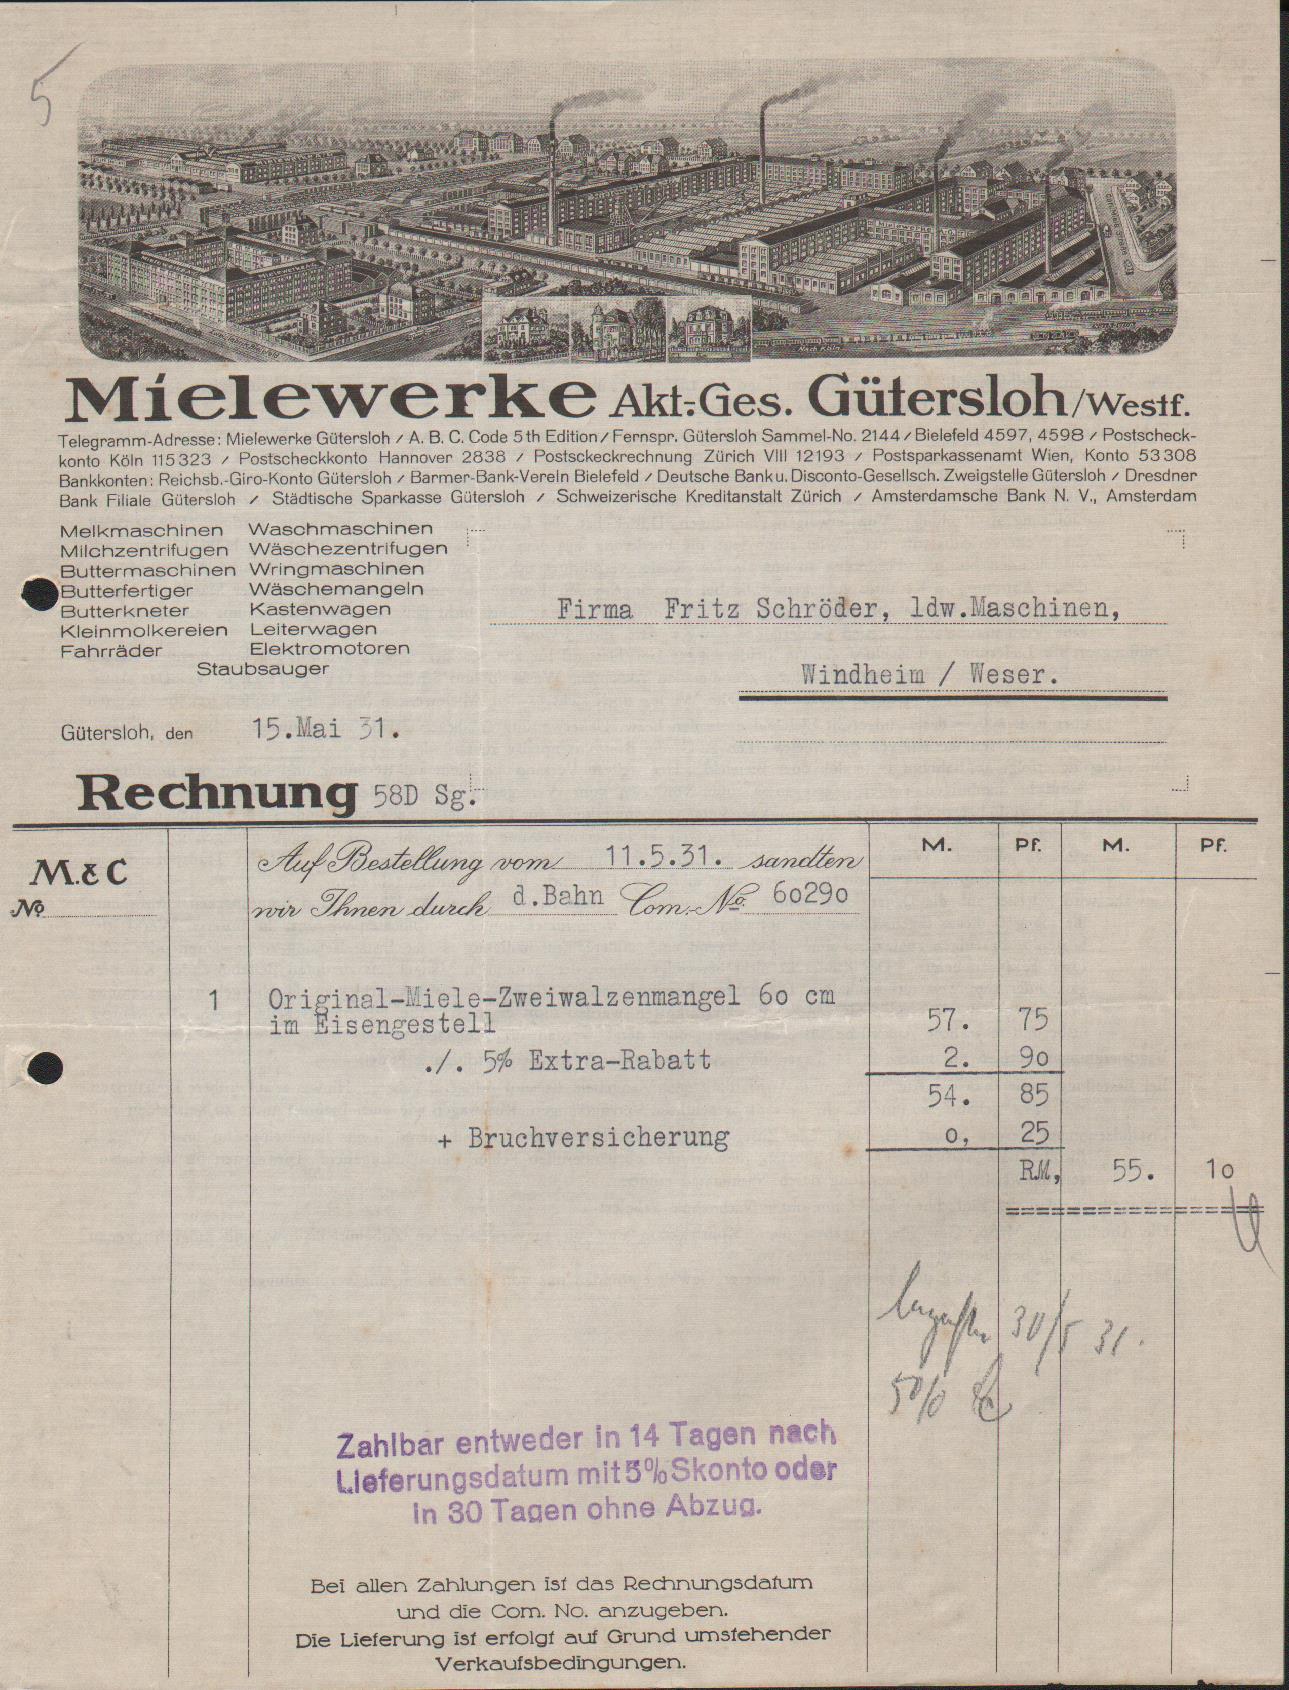 5
Nach Köln
Mielewerke Akt.-Ges. Gütersloh/Westf.
Telegramm-Adresse: Mielewerke Gütersloh / A. B. C. Code 5th Edition / Fernspr. Gütersloh Sammel-No. 2144 / Bielefeld 4597, 4598 / Postscheck-
konto Köln 115323 / Postscheckkonto Hannover 2838 / Postsckeckrechnung Zürich VIII 12193 / Postsparkassenamt Wien, Konto 53308
Bankkonten: Reichsb.-Giro-Konto Gütersloh / Barmer-Bank-Verein Bielefeld / Deutsche Bank u. Disconto-Gesellsch. Zweigstelle Gütersloh / Dresdner
Bank Filiale Gütersloh / Städtische Sparkasse Gütersloh / Schweizerische Kreditanstalt Zürich / Amsterdamsche Bank N. V., Amsterdam
Melkmaschinen Waschmaschinen
Milchzentrifugen Wäschezentrifugen
Buttermaschinen Wringmaschinen
Butterfertiger Wäschemangeln
Butterkneter Kastenwagen
Kleinmolkereien Leiterwagen
Fahrräder Elektromotoren
Staubsauger
Firma Fritz Schröder, ldw.Maschinen,
Windheim / Weser.
Gütersloh, den 15.Mai 31.
Rechnung 58D Sg.
M. & C
No
Auf Bestellung vom 11.5.31. sandten
wir Ihnen durch d.Bahn Com.-No. 60290
M. Pf. M. Pf.
1 Original-Miele-Zweiwalzenmangel 60 cm
im Eisengestell 57. 75
./. 5% Extra-Rabatt 2. 90
54. 85
+ Bruchversicherung 0, 25
RM, 55. 10
30/5 31.
5%
Zahlbar entweder in 14 Tagen nach
Lieferungsdatum mit 5% Skonto oder
in 30 Tagen ohne Abzug.
Bei allen Zahlungen ist das Rechnungsdatum
und die Com. No. anzugeben.
Die Lieferung ist erfolgt auf Grund umstehender
Verkaufsbedingungen.